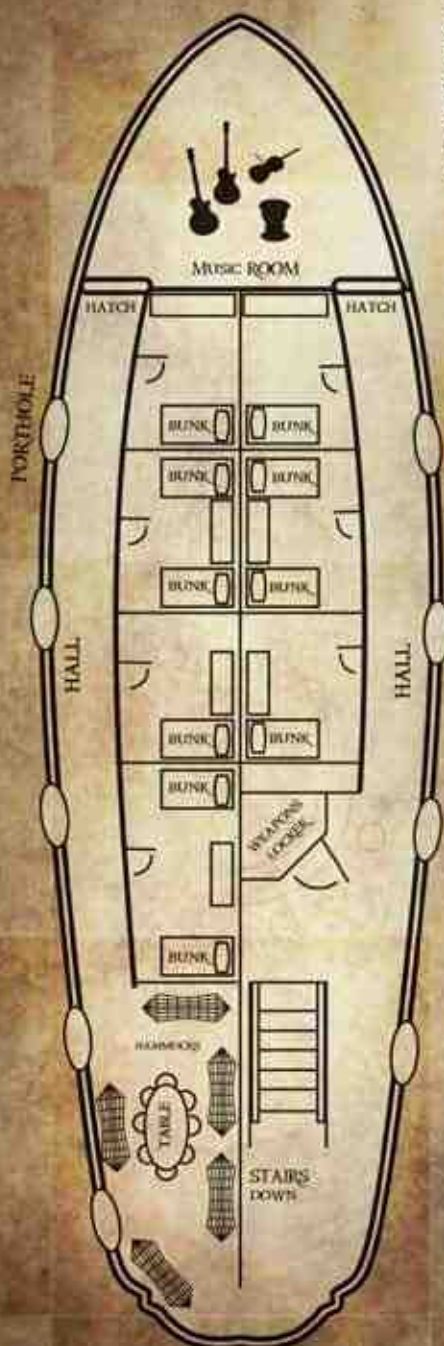 MUSIC ROOM
HATCH
HATCH
PORTHOLE
BUNK
BUNK
BUNK
BUNK
BUNK
BUNK
HALL
HALL
BUNK
BUNK
BUNK
WEAPONS
LOCKER
BUNK
HAMMOCKS
TABLE
STAIRS
DOWN